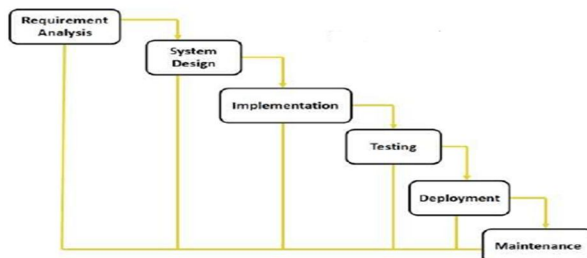 Requirement
Analysis
System
Design
Implementation
Testing
Deployment
Maintenance